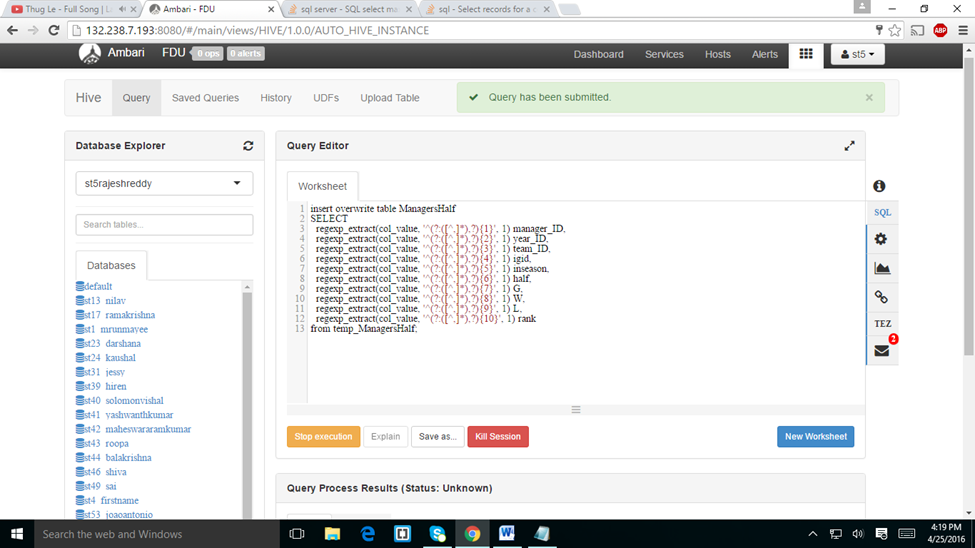 Thug Le - Full Song | L
Ambari - FDU
sql server - SQL select ma
sql - Select records for a c
132.238.7.193:8080/#/main/views/HIVE/1.0.0/AUTO_HIVE_INSTANCE
ABP
Ambari FDU 0 ops 0 alerts Dashboard Services Hosts Alerts st5
Hive Query Saved Queries History UDFs Upload Table
Query has been submitted.
Database Explorer
st5rajeshreddy
Search tables...
Databases
default
st13 nilav
st17 ramakrishna
st1 mrunmayee
st23 darshana
st24 kaushal
st31 jessy
st39 hiren
st40 solomonvishal
st41 yashwanthkumar
st42 maheswararamkumar
st43 roopa
st44 balakrishna
st46 shiva
st49 sai
st4 firstname
st53 joaoantonio
Query Editor
Worksheet
1 insert overwrite table ManagersHalf
2 SELECT
3 regexp_extract(col_value, '^(?:([^,]*),?){1}', 1) manager_ID,
4 regexp_extract(col_value, '^(?:([^,]*),?){2}', 1) year_ID,
5 regexp_extract(col_value, '^(?:([^,]*),?){3}', 1) team_ID,
6 regexp_extract(col_value, '^(?:([^,]*),?){4}', 1) igid,
7 regexp_extract(col_value, '^(?:([^,]*),?){5}', 1) inseason,
8 regexp_extract(col_value, '^(?:([^,]*),?){6}', 1) half,
9 regexp_extract(col_value, '^(?:([^,]*),?){7}', 1) G,
10 regexp_extract(col_value, '^(?:([^,]*),?){8}', 1) W,
11 regexp_extract(col_value, '^(?:([^,]*),?){9}', 1) L,
12 regexp_extract(col_value, '^(?:([^,]*),?){10}', 1) rank
13 from temp_ManagersHalf;
SQL
TEZ
2
Stop execution Explain Save as... Kill Session New Worksheet
Query Process Results (Status: Unknown)
Search the web and Windows
4:19 PM
4/25/2016